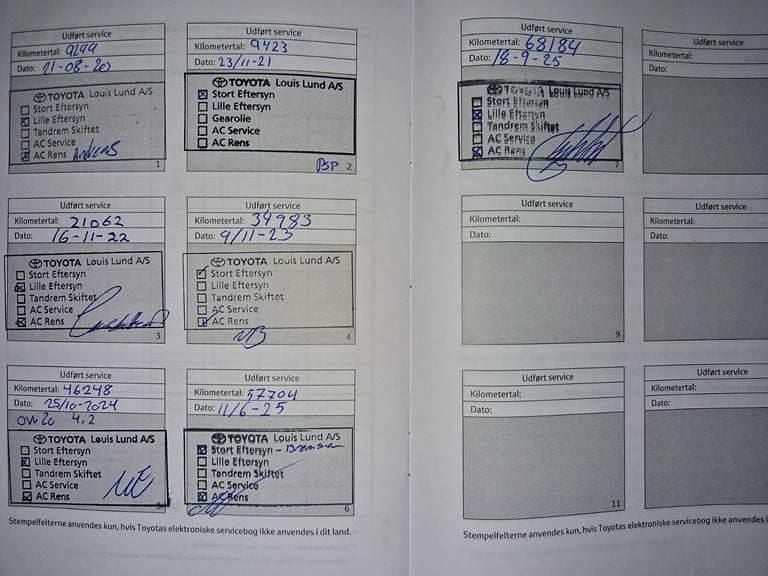 Udført service
Kilometertal: 9299
Dato: 21-08-20
TOYOTA Louis Lund A/S
Stort Eftersyn
Lille Eftersyn
Tandrem Skiftet
AC Service
AC Rens Andreas
1
Udført service
Kilometertal: 9423
Dato: 23/11-21
TOYOTA Louis Lund A/S
Stort Eftersyn
Lille Eftersyn
Gearolie
AC Service
AC Rens
BSP 2
Udført service
Kilometertal: 21062
Dato: 16-11-22
TOYOTA Louis Lund A/S
Stort Eftersyn
Lille Eftersyn
Tandrem Skiftet
AC Service
AC Rens
3
Udført service
Kilometertal: 34983
Dato: 9/11-23
TOYOTA Louis Lund A/S
Stort Eftersyn
Lille Eftersyn
Tandrem Skiftet
AC Service
AC Rens
4
Udført service
Kilometertal: 46248
Dato: 25/10-2024
4.2
TOYOTA Louis Lund A/S
Stort Eftersyn
Lille Eftersyn
Tandrem Skiftet
AC Service
AC Rens
5
Udført service
Kilometertal: 57704
Dato: 11/6-25
TOYOTA Louis Lund A/S
Stort Eftersyn - Bremser
Lille Eftersyn
Tandrem Skiftet
AC Service
AC Rens
6
Stempelfelterne anvendes kun, hvis Toyotas elektroniske servicebog ikke anvendes i dit land.
Udført service
Kilometertal: 68184
Dato: 18-9-25
TOYOTA Louis Lund A/S
Stort Eftersyn
Lille Eftersyn
Tandrem Skiftet
AC Service
AC Rens
7
Udført service
Kilometertal:
Dato:
Udført service
Kilometertal:
Dato:
9
Udført service
Kilometertal:
Dato:
Udført service
Kilometertal:
Dato:
11
Udført service
Kilometertal:
Dato:
Stempelfelterne anvendes kun, hvis Toyotas elektroniske servicebog ikke anvendes i